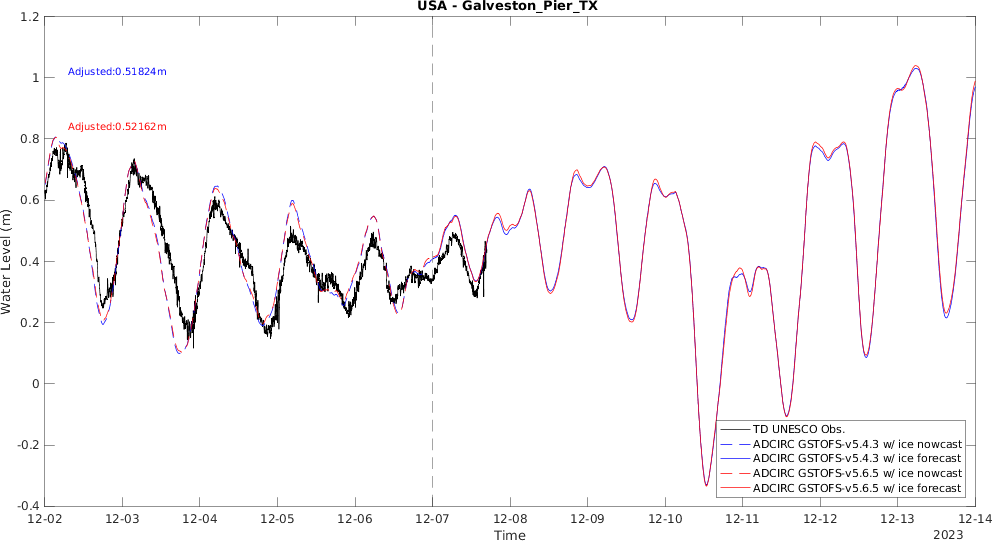 USA - Galveston_Pier_TX
1.2
1
0.8
0.6
0.4
0.2
0
-0.2
-0.4
Water Level (m)
Adjusted:0.51824m
Adjusted:0.52162m
TD UNESCO Obs.
ADCIRC GSTOFS-v5.4.3 w/ ice nowcast
ADCIRC GSTOFS-v5.4.3 w/ ice forecast
ADCIRC GSTOFS-v5.6.5 w/ ice nowcast
ADCIRC GSTOFS-v5.6.5 w/ ice forecast
12-02 12-03 12-04 12-05 12-06 12-07 12-08 12-09 12-10 12-11 12-12 12-13 12-14
Time
2023